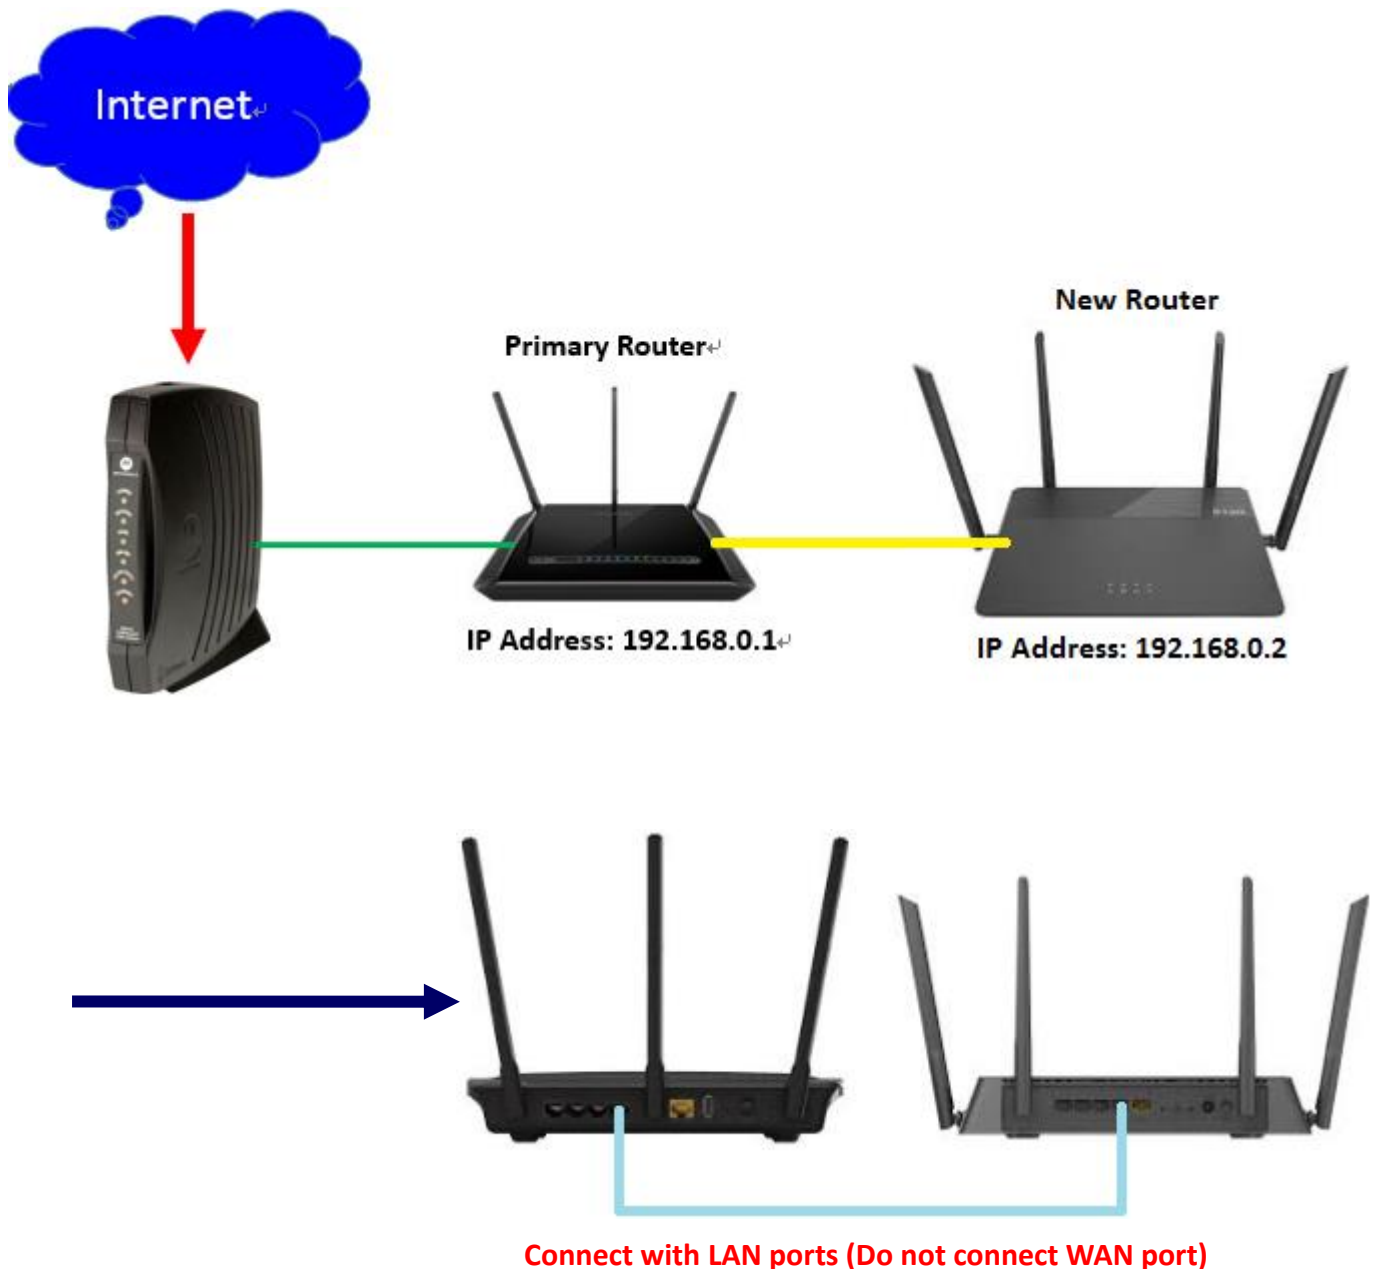 Internet
New Router
Primary Router
IP Address: 192.168.0.1
IP Address: 192.168.0.2
Connect with LAN ports (Do not connect WAN port)